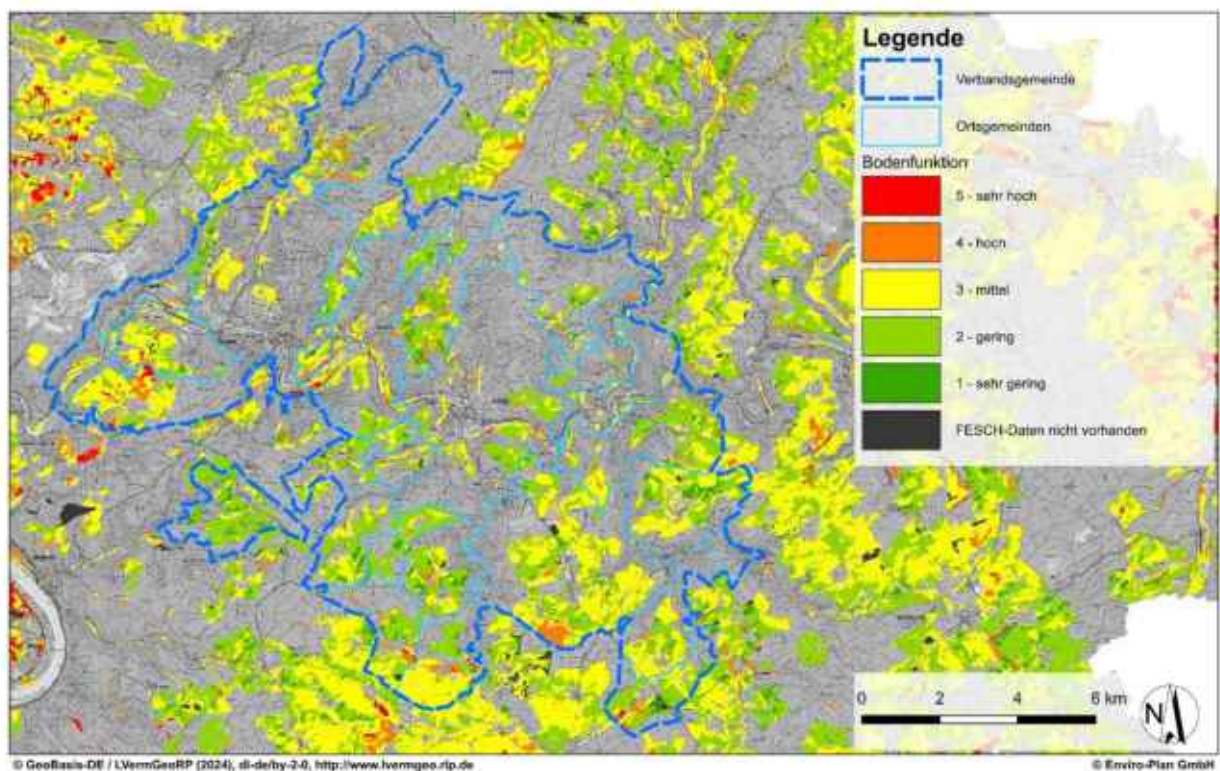 Legende
Verbandsgemeinde
Ortsgemeinden
Bodenfunktion
5 - sehr hoch
4 - hoch
3 - mittel
2 - gering
1 - sehr gering
FESCH-Daten nicht vorhanden
0 2 4 6 km
N
© GeoBasis-DE / LVermGeoRP (2024), dl-de/by-2-0, http://www.lvermgeo.rlp.de
© Enviro-Plan GmbH